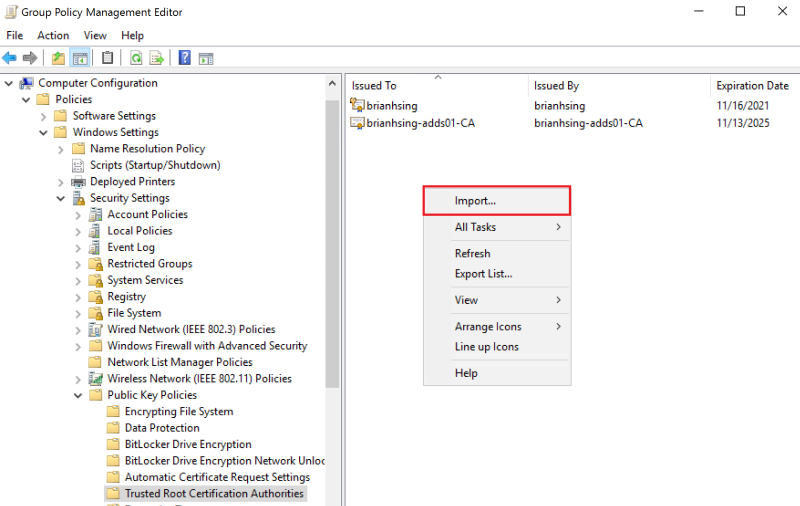 Group Policy Management Editor
File Action View Help
Computer Configuration
Policies
Software Settings
Windows Settings
Name Resolution Policy
Scripts (Startup/Shutdown)
Deployed Printers
Security Settings
Account Policies
Local Policies
Event Log
Restricted Groups
System Services
Registry
File System
Wired Network (IEEE 802.3) Policies
Windows Firewall with Advanced Security
Network List Manager Policies
Wireless Network (IEEE 802.11) Policies
Public Key Policies
Encrypting File System
Data Protection
BitLocker Drive Encryption
BitLocker Drive Encryption Network Unloc
Automatic Certificate Request Settings
Trusted Root Certification Authorities
Issued To Issued By Expiration Date
brianhsing brianhsing 11/16/2021
brianhsing-adds01-CA brianhsing-adds01-CA 11/13/2025
Import...
All Tasks
Refresh
Export List...
View
Arrange Icons
Line up Icons
Help